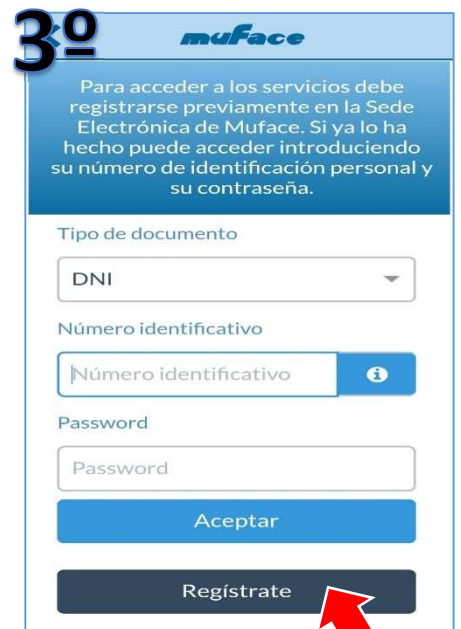 3º
muface
Para acceder a los servicios debe
registrarse previamente en la Sede
Electrónica de Muface. Si ya lo ha
hecho puede acceder introduciendo
su número de identificación personal y
su contraseña.
Tipo de documento
DNI
Número identificativo
Número identificativo
Password
Password
Aceptar
Regístrate